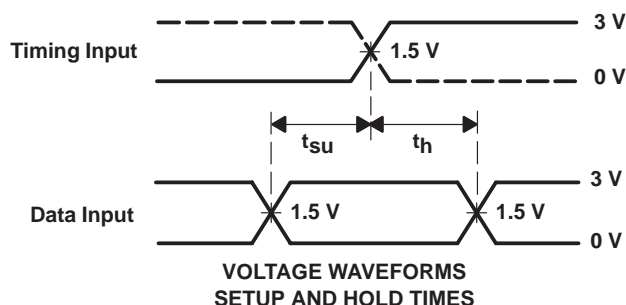 3 V
Timing Input
1.5 V
0 V
tsu
th
3 V
Data Input
1.5 V
1.5 V
0 V
VOLTAGE WAVEFORMS
SETUP AND HOLD TIMES